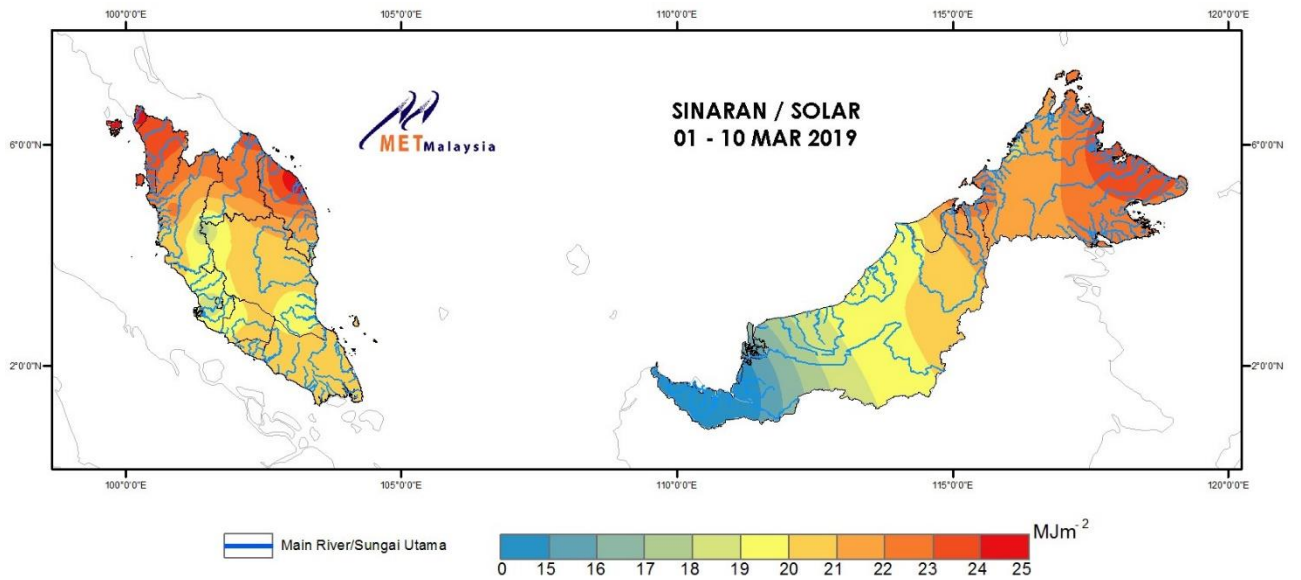 100°0'0"E 105°0'0"E 110°0'0"E 115°0'0"E 120°0'0"E
METMalaysia
SINARAN / SOLAR
01 - 10 MAR 2019
6°0'0"N 6°0'0"N
2°0'0"N 2°0'0"N
100°0'0"E 105°0'0"E 110°0'0"E 115°0'0"E 120°0'0"E
Main River/Sungai Utama
MJm⁻²
0 15 16 17 18 19 20 21 22 23 24 25